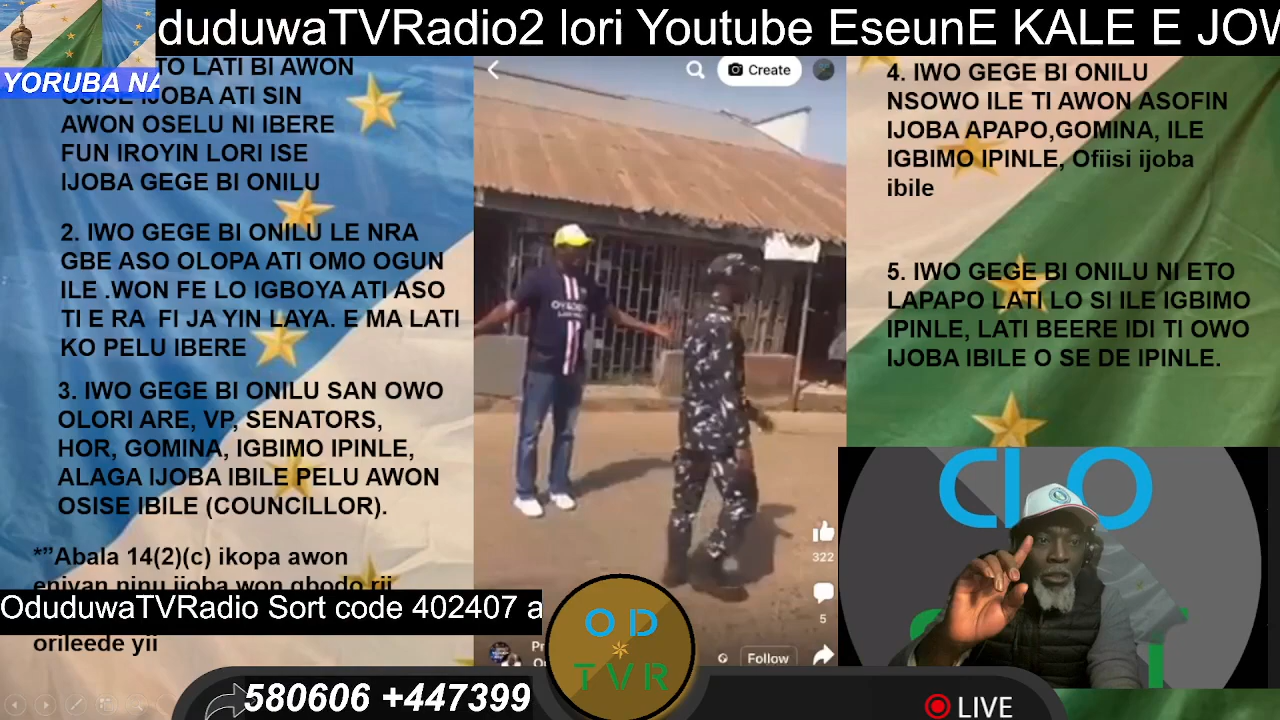 duduwaTVRadio2 lori Youtube EseunE KALE E JOW
YORUBA NA
TO LATI BI AWON
OSISE IJOBA ATI SIN
AWON OSELU NI IBERE
FUN IROYIN LORI ISE
IJOBA GEGE BI ONILU
2. IWO GEGE BI ONILU LE NRA
GBE ASO OLOPA ATI OMO OGUN
ILE .WON FE LO IGBOYA ATI ASO
TI E RA FI JA YIN LAYA. E MA LATI
KO PELU IBERE
3. IWO GEGE BI ONILU SAN OWO
OLORI ARE, VP, SENATORS,
HOR, GOMINA, IGBIMO IPINLE,
ALAGA IJOBA IBILE PELU AWON
OSISE IBILE (COUNCILLOR).
*”Abala 14(2)(c) ikopa awon
eniyan ninu ijoba won gbodo rii
OduduwaTVRadio Sort code 402407 a
orileede yii
Create
322
5
Follow
4. IWO GEGE BI ONILU
NSOWO ILE TI AWON ASOFIN
IJOBA APAPO,GOMINA, ILE
IGBIMO IPINLE, Ofiisi ijoba
ibile
5. IWO GEGE BI ONILU NI ETO
LAPAPO LATI LO SI ILE IGBIMO
IPINLE, LATI BEERE IDI TI OWO
IJOBA IBILE O SE DE IPINLE.
O D
T V R
580606 +447399
LIVE